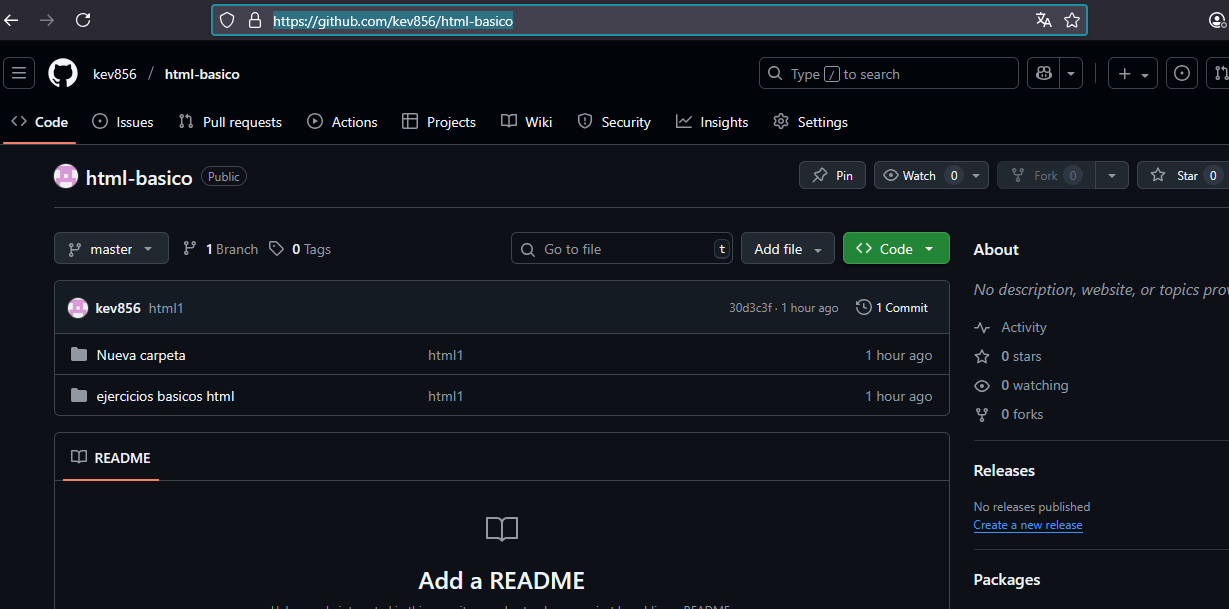 https://github.com/kev856/html-basico
kev856 / html-basico
Type / to search
Code Issues Pull requests Actions Projects Wiki Security Insights Settings
html-basico Public
Pin Watch 0 Fork 0 Star 0
master 1 Branch 0 Tags
Go to file t Add file Code
About
kev856 html1 30d3c3f · 1 hour ago 1 Commit
No description, website, or topics
Nueva carpeta html1 1 hour ago
ejercicios basicos html html1 1 hour ago
Activity
0 stars
0 watching
0 forks
README
Releases
No releases published
Create a new release
Add a README
Packages